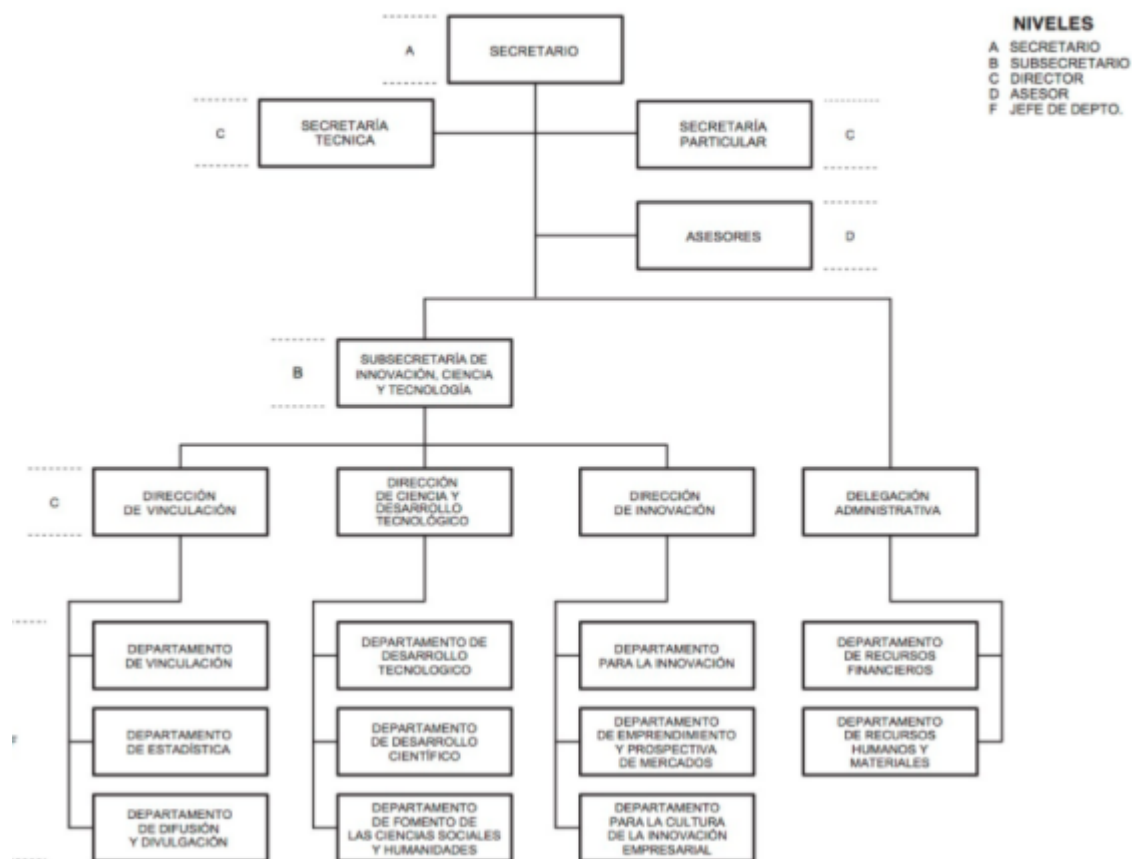 NIVELES
A SECRETARIO
B SUBSECRETARIO
C DIRECTOR
D ASESOR
F JEFE DE DEPTO.
A
SECRETARIO
C
SECRETARÍA
TECNICA
SECRETARÍA
PARTICULAR
C
ASESORES
D
B
SUBSECRETARÍA DE
INNOVACIÓN, CIENCIA
Y TECNOLOGÍA
C
DIRECCIÓN
DE VINCULACIÓN
DIRECCIÓN
DE CIENCIA Y
DESARROLLO
TECNOLÓGICO
DIRECCIÓN
DE INNOVACIÓN
DELEGACIÓN
ADMINISTRATIVA
DEPARTAMENTO
DE VINCULACIÓN
DEPARTAMENTO DE
DESARROLLO
TECNOLOGICO
DEPARTAMENTO
PARA LA INNOVACIÓN
DEPARTAMENTO
DE RECURSOS
FINANCIEROS
F
DEPARTAMENTO
DE ESTADÍSTICA
DEPARTAMENTO
DE DESARROLLO
CIENTÍFICO
DEPARTAMENTO
DE EMPRENDIMIENTO
Y PROSPECTIVA
DE MERCADOS
DEPARTAMENTO
DE RECURSOS
HUMANOS Y
MATERIALES
DEPARTAMENTO
DE DIFUSIÓN
Y DIVULGACIÓN
DEPARTAMENTO
DE FOMENTO DE
LAS CIENCIAS SOCIALES
Y HUMANIDADES
DEPARTAMENTO
PARA LA CULTURA
DE LA INNOVACIÓN
EMPRESARIAL